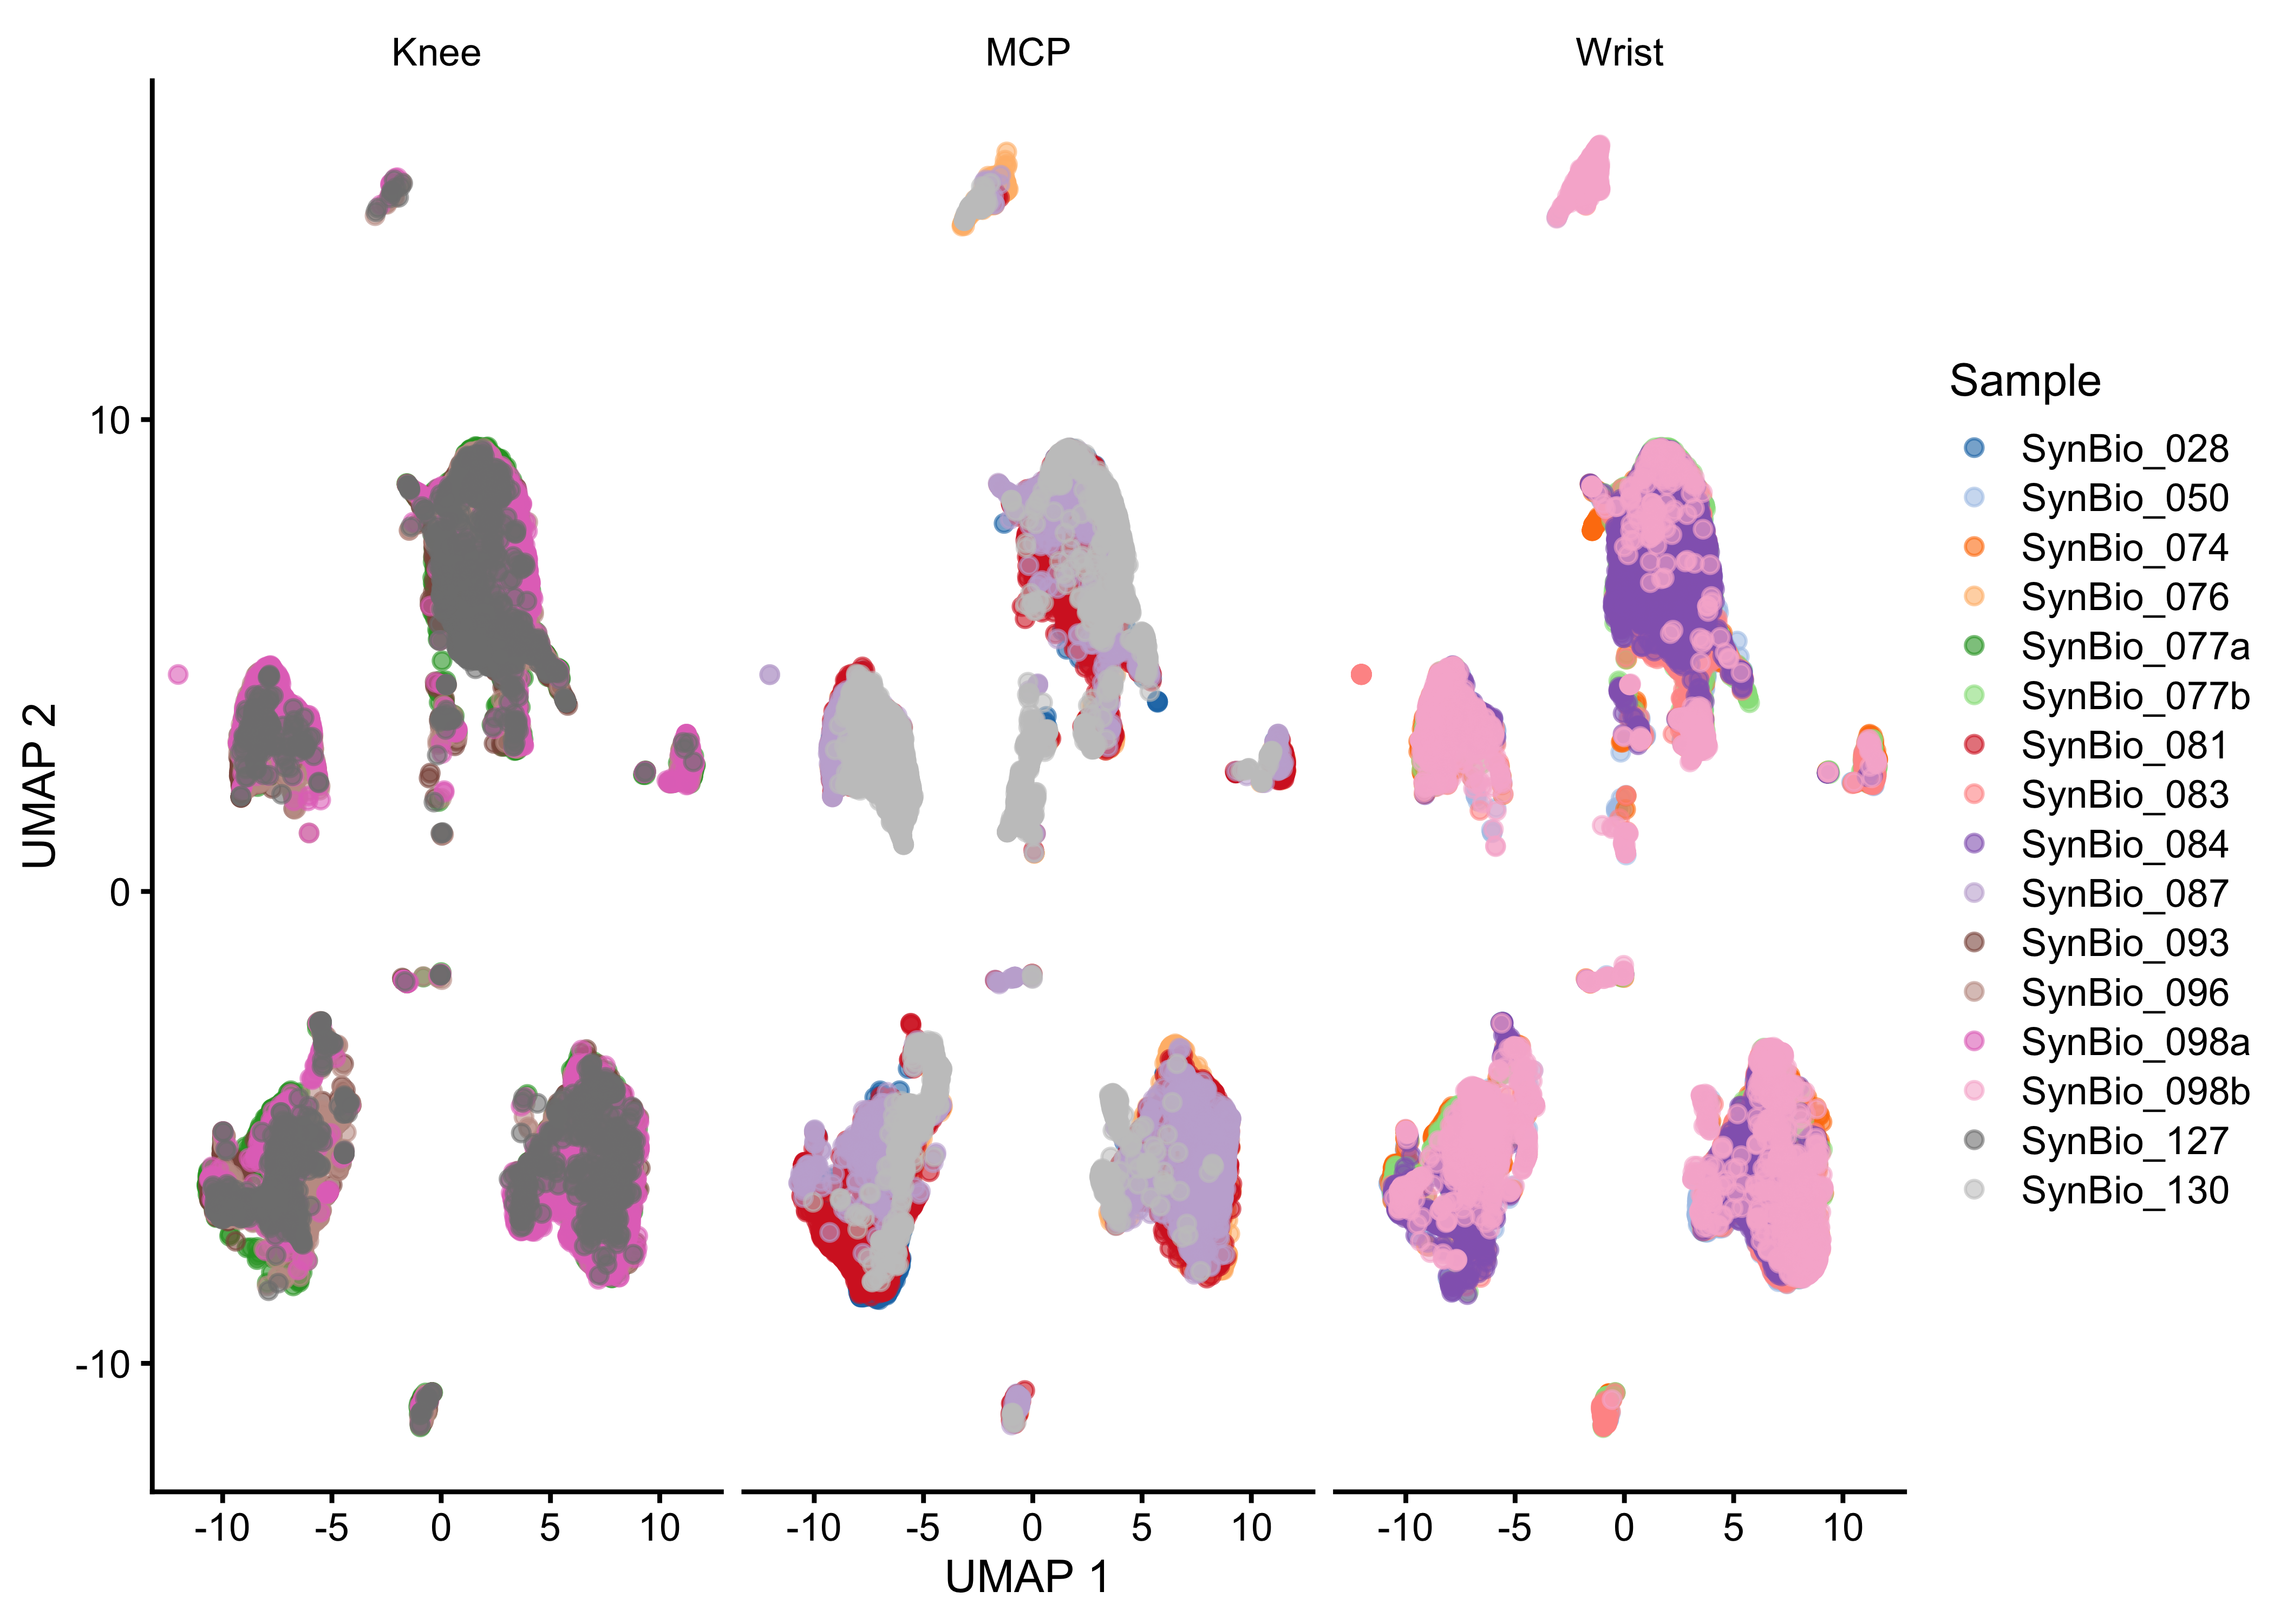 Knee MCP Wrist
10
0
-10
UMAP 2
-10 -5 0 5 10 -10 -5 0 5 10 -10 -5 0 5 10
UMAP 1
Sample
SynBio_028
SynBio_050
SynBio_074
SynBio_076
SynBio_077a
SynBio_077b
SynBio_081
SynBio_083
SynBio_084
SynBio_087
SynBio_093
SynBio_096
SynBio_098a
SynBio_098b
SynBio_127
SynBio_130